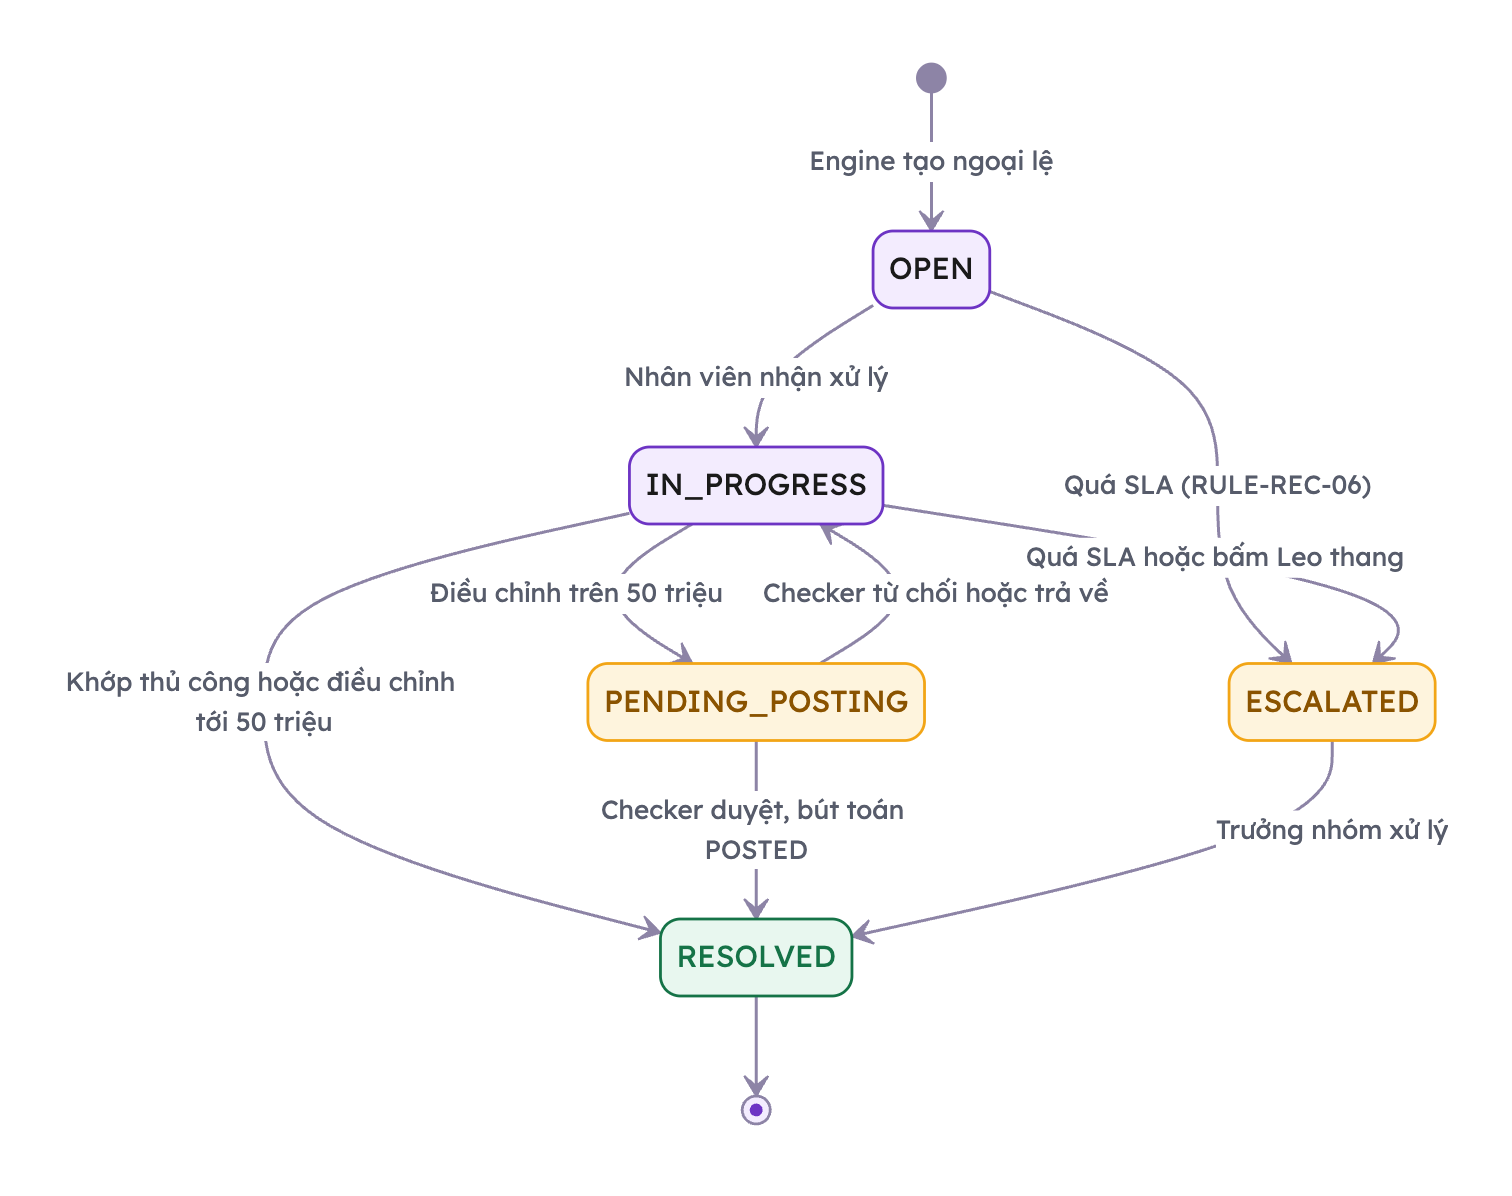 Engine tạo ngoại lệ
OPEN
Nhân viên nhận xử lý
IN_PROGRESS
Quá SLA (RULE-REC-06)
Quá SLA hoặc bấm Leo thang
Điều chỉnh trên 50 triệu
Checker từ chối hoặc trả về
Khớp thủ công hoặc điều chỉnh
tới 50 triệu
PENDING_POSTING
ESCALATED
Checker duyệt, bút toán
POSTED
Trưởng nhóm xử lý
RESOLVED